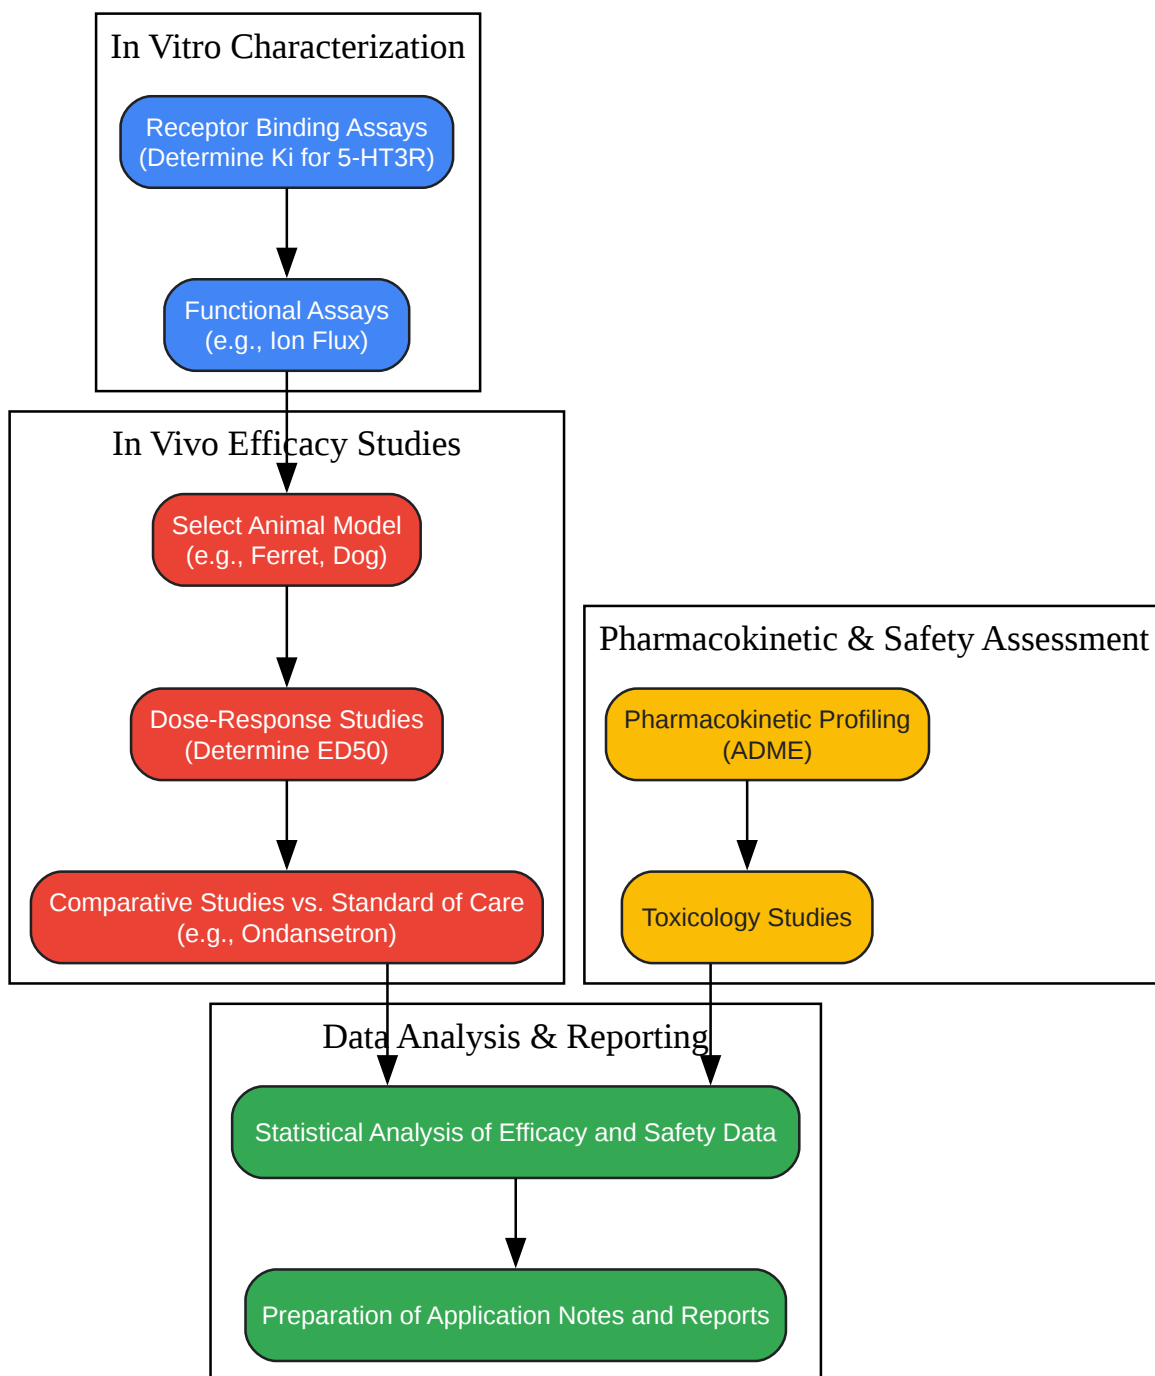 In Vitro Characterization
Receptor Binding Assays
(Determine Ki for 5-HT3R)
Functional Assays
(e.g., Ion Flux)
In Vivo Efficacy Studies
Select Animal Model
(e.g., Ferret, Dog)
Dose-Response Studies
(Determine ED50)
Comparative Studies vs. Standard of Care
(e.g., Ondansetron)
Pharmacokinetic & Safety Assessment
Pharmacokinetic Profiling
(ADME)
Toxicology Studies
Data Analysis & Reporting
Statistical Analysis of Efficacy and Safety Data
Preparation of Application Notes and Reports